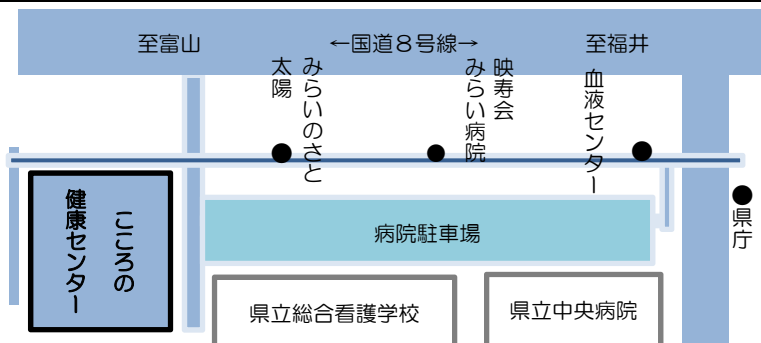 至富山
←国道８号線→
至福井
太陽
みらいのさと
映寿会
みらい病院
血液センター
こころの
健康センター
病院駐車場
県庁
県立総合看護学校
県立中央病院